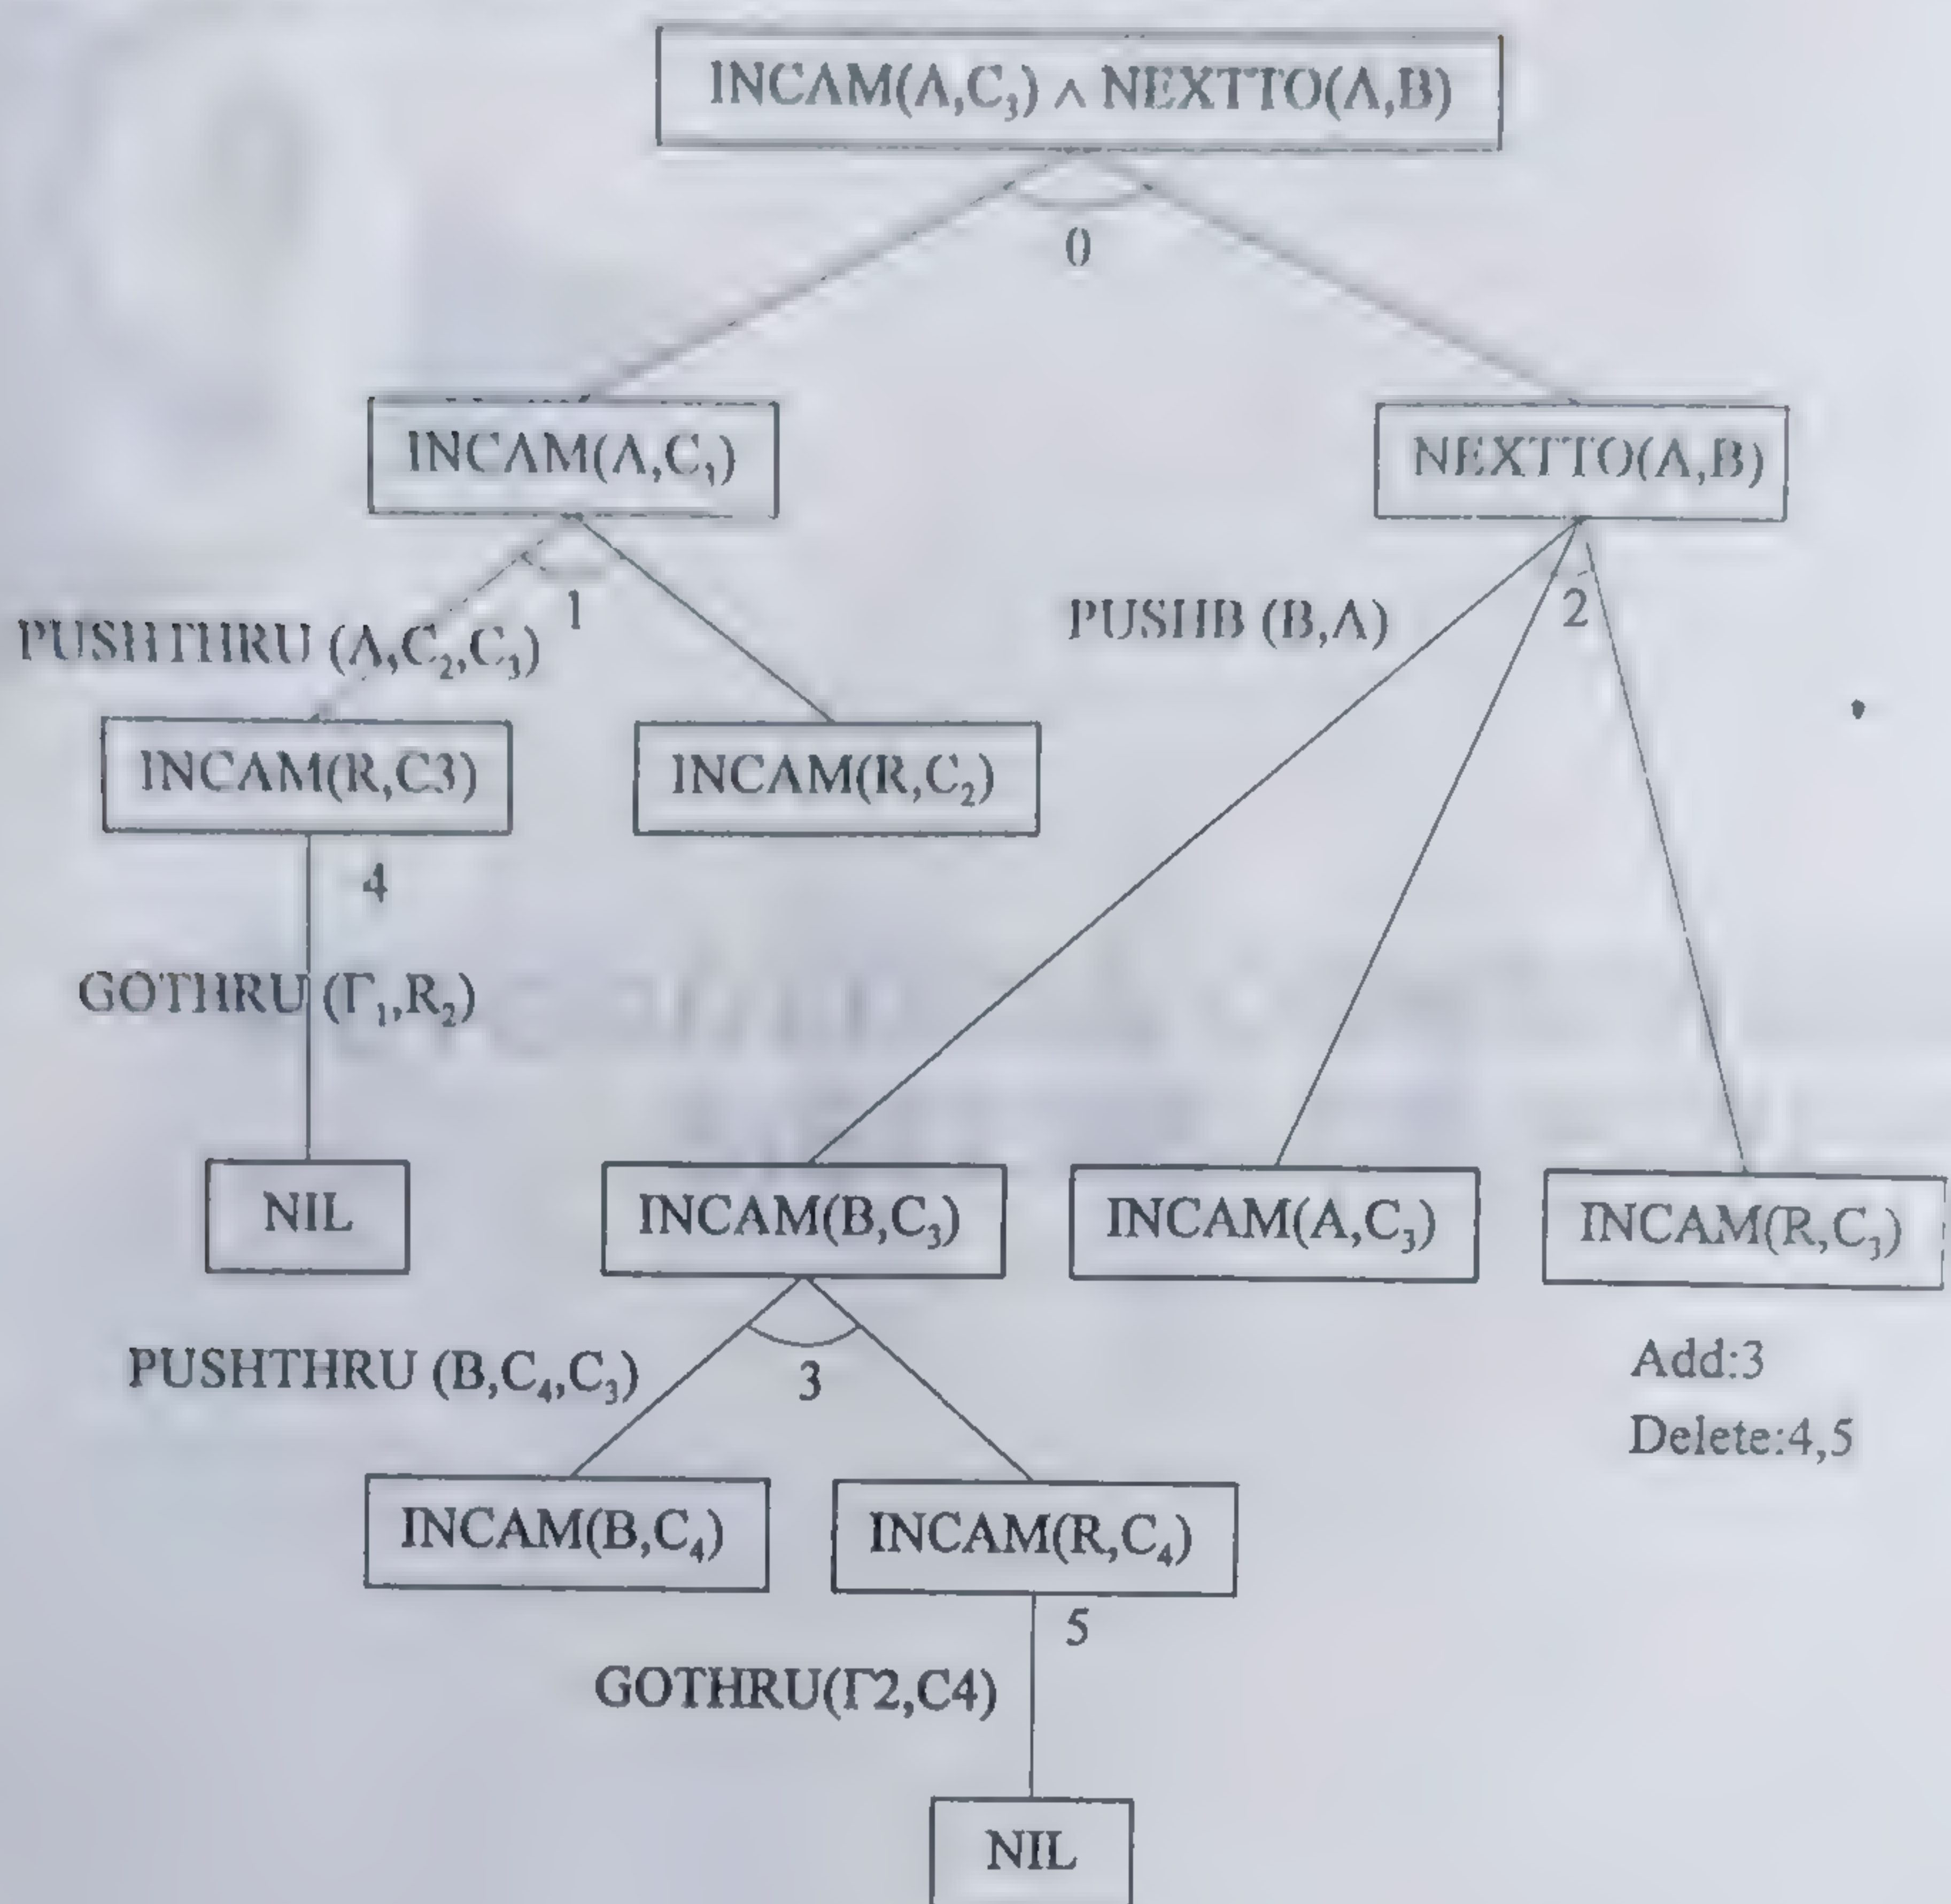 INCAM(A,C₃) ∧ NEXTTO(A,B)
0
INCAM(A,C₁)
NEXTTO(A,B)
1
2
PUSHTHRU (A,C₂,C₃)
PUSHB (B,A)
INCAM(R,C3)
INCAM(R,C₂)
4
GOTHRU (Г₁,R₂)
NIL
INCAM(B,C₃)
INCAM(A,C₃)
INCAM(R,C₃)
PUSHTHRU (B,C₄,C₃)
3
Add:3
Delete:4,5
INCAM(B,C₄)
INCAM(R,C₄)
5
GOTHRU(Г2,C4)
NIL